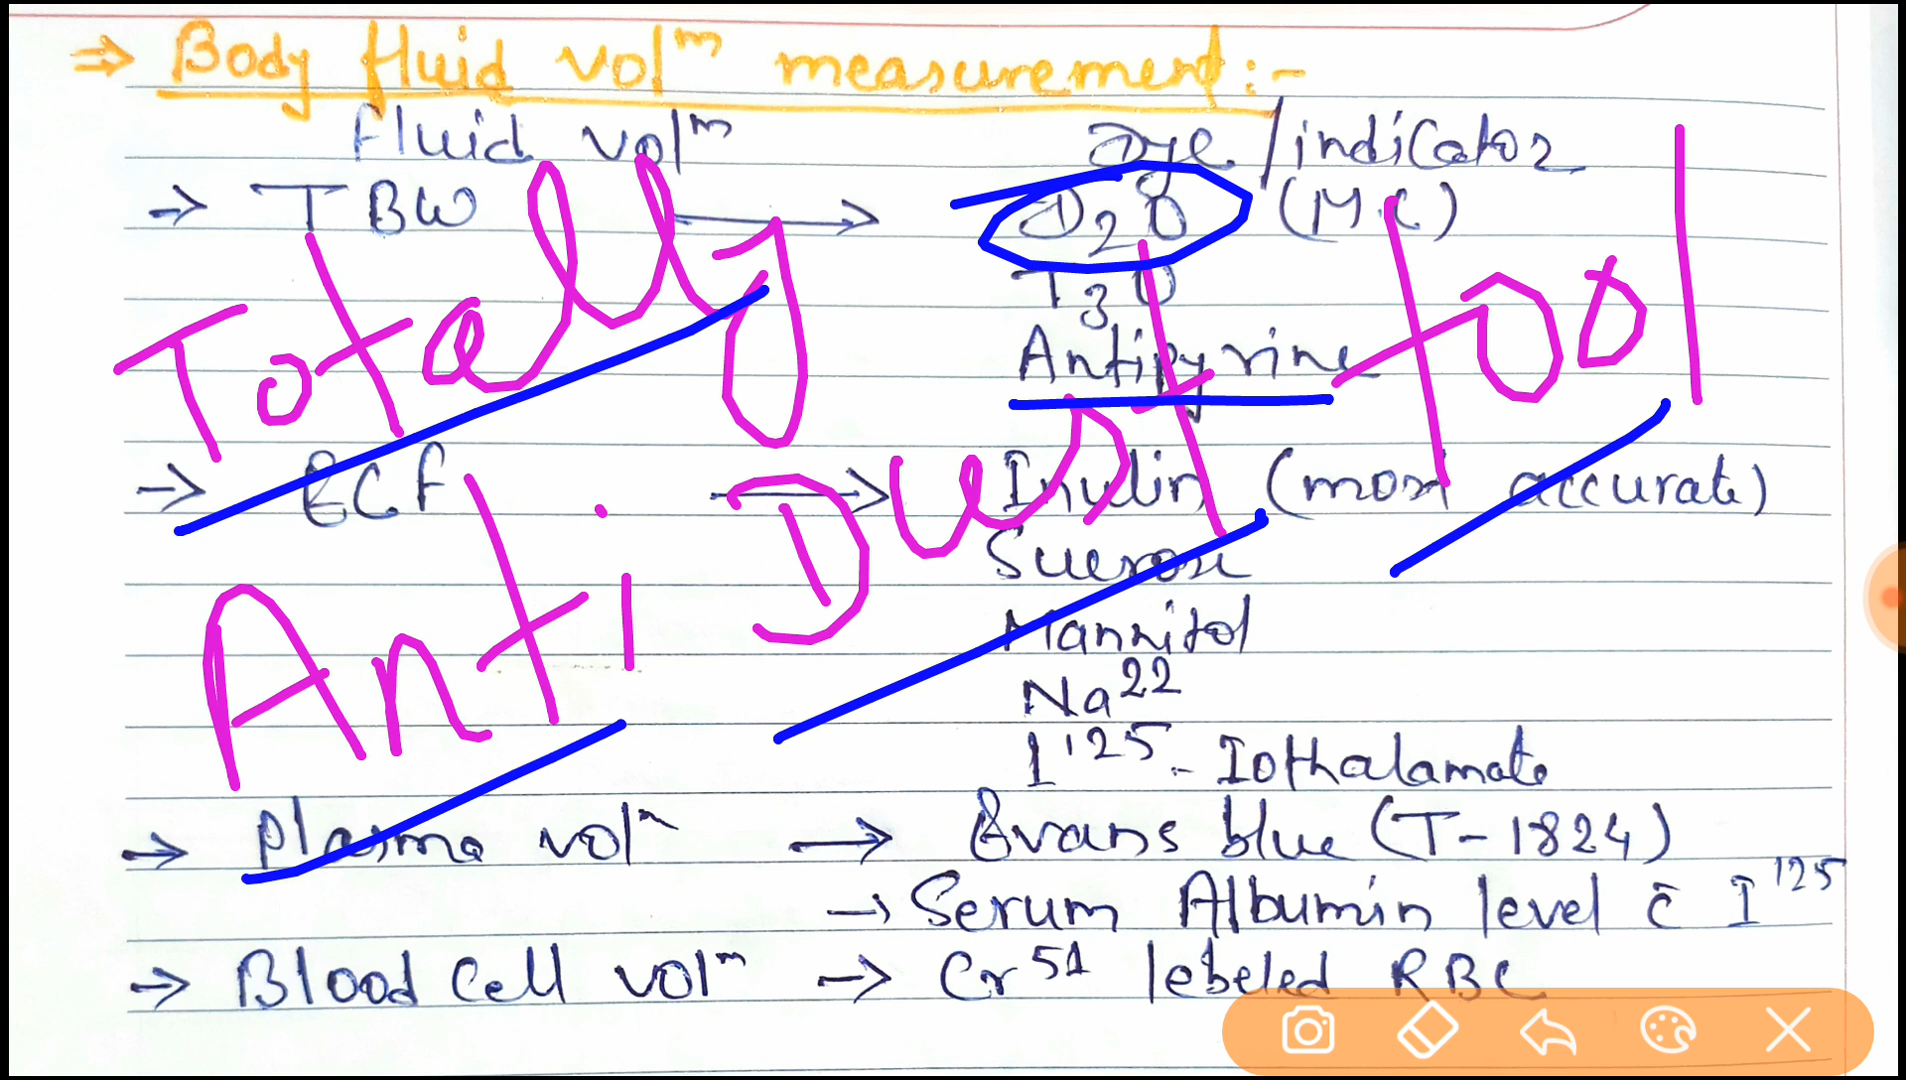 ⇒ Body fluid volᵐ measurement:-
fluid volᵐ Dye/indicator
→ TBW → D₂O (M.C)
T₃O
Antipyrine
→ ECF → Inulin (most accurate)
Sucrose
Mannitol
Na²²
I¹²⁵- Iothalamate
→ Plasma volᵐ → Evans blue (T-1824)
→ Serum Albumin level c̄ I¹²⁵
→ Blood Cell volᵐ → Cr⁵¹ lebeled RBC
Totally
Anti Dust tool